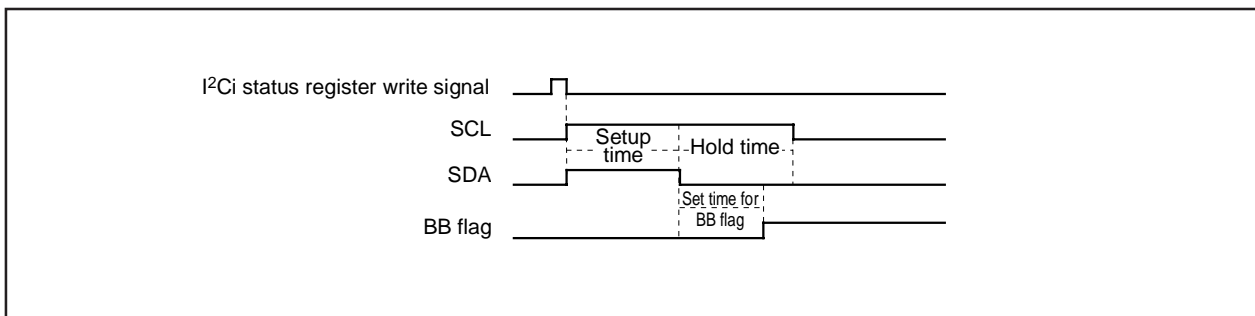 I²Ci status register write signal
SCL
Setup
time
Hold time
SDA
Set time for
BB flag
BB flag